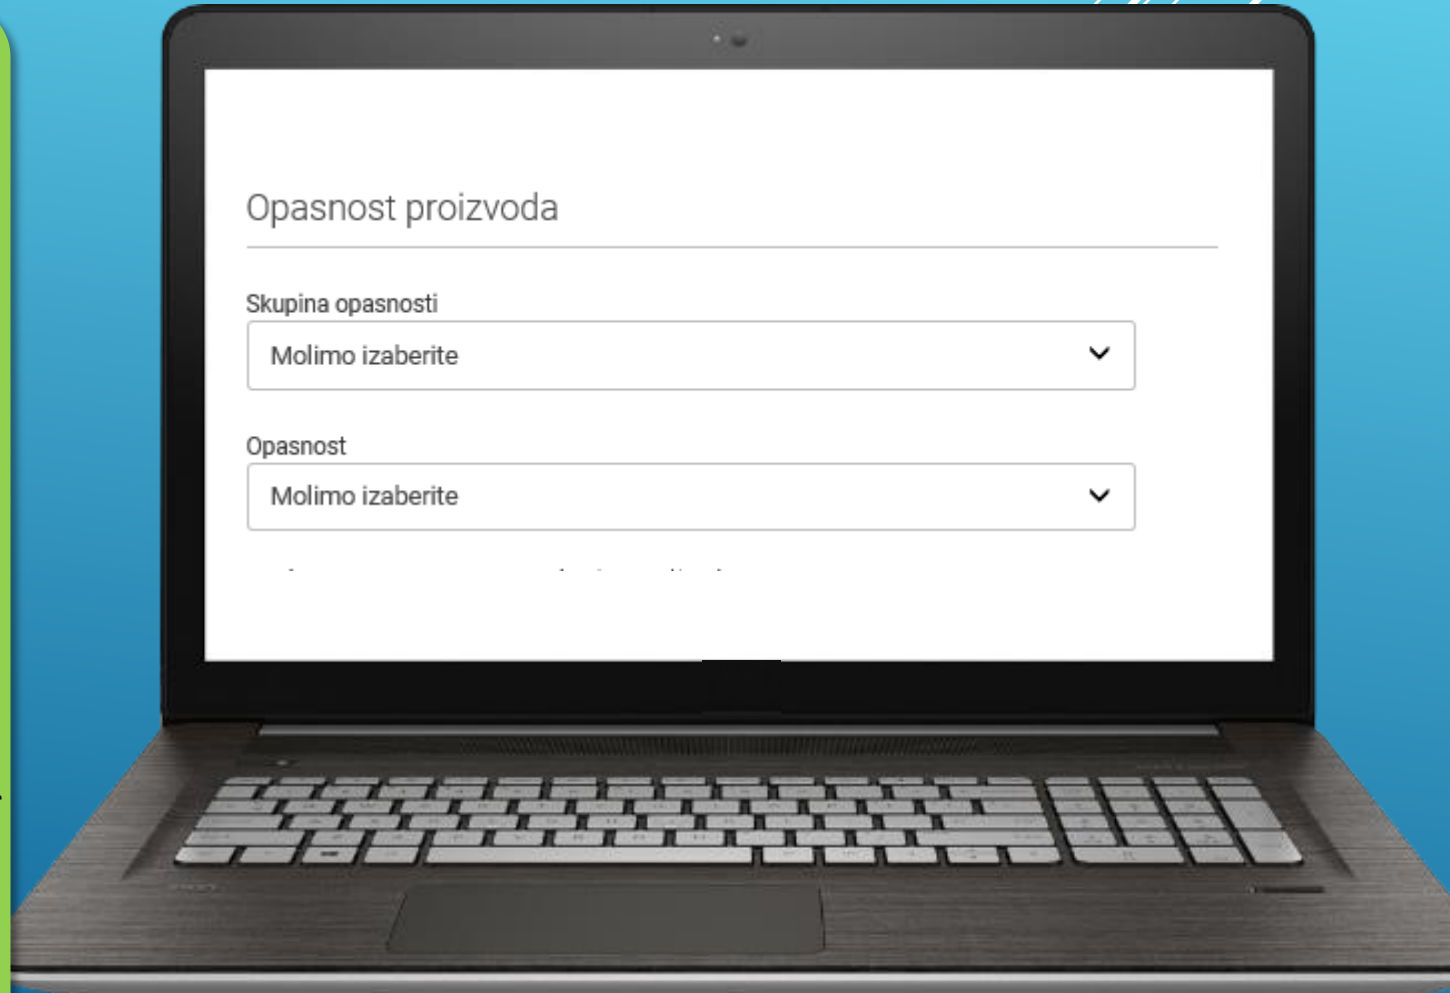 Opasnost proizvoda
Skupina opasnosti
Molimo izaberite
Opasnost
Molimo izaberite